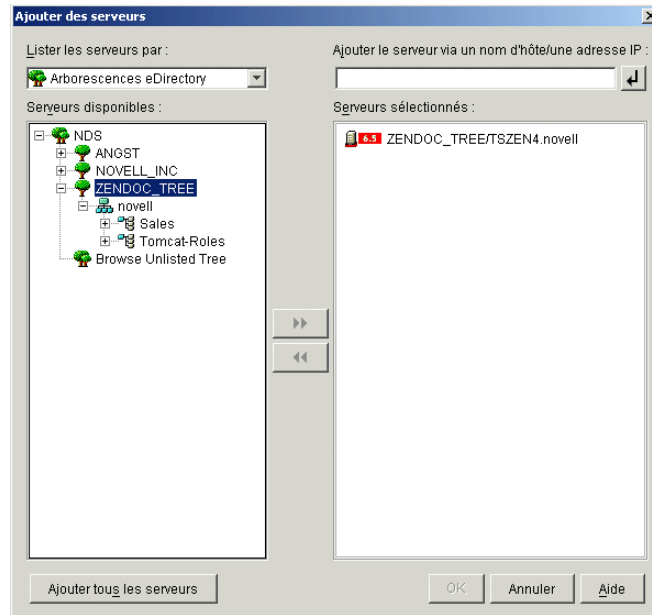 Ajouter des serveurs
Lister les serveurs par :
Arborescences eDirectory
Serveurs disponibles :
NDS
ANGST
NOVELL_INC
ZENDOC_TREE
novell
Sales
Tomcat-Roles
Browse Unlisted Tree
Ajouter le serveur via un nom d'hôte/une adresse IP :
Serveurs sélectionnés :
6.5 ZENDOC_TREE/TSZEN4.novell
Ajouter tous les serveurs
OK
Annuler
Aide